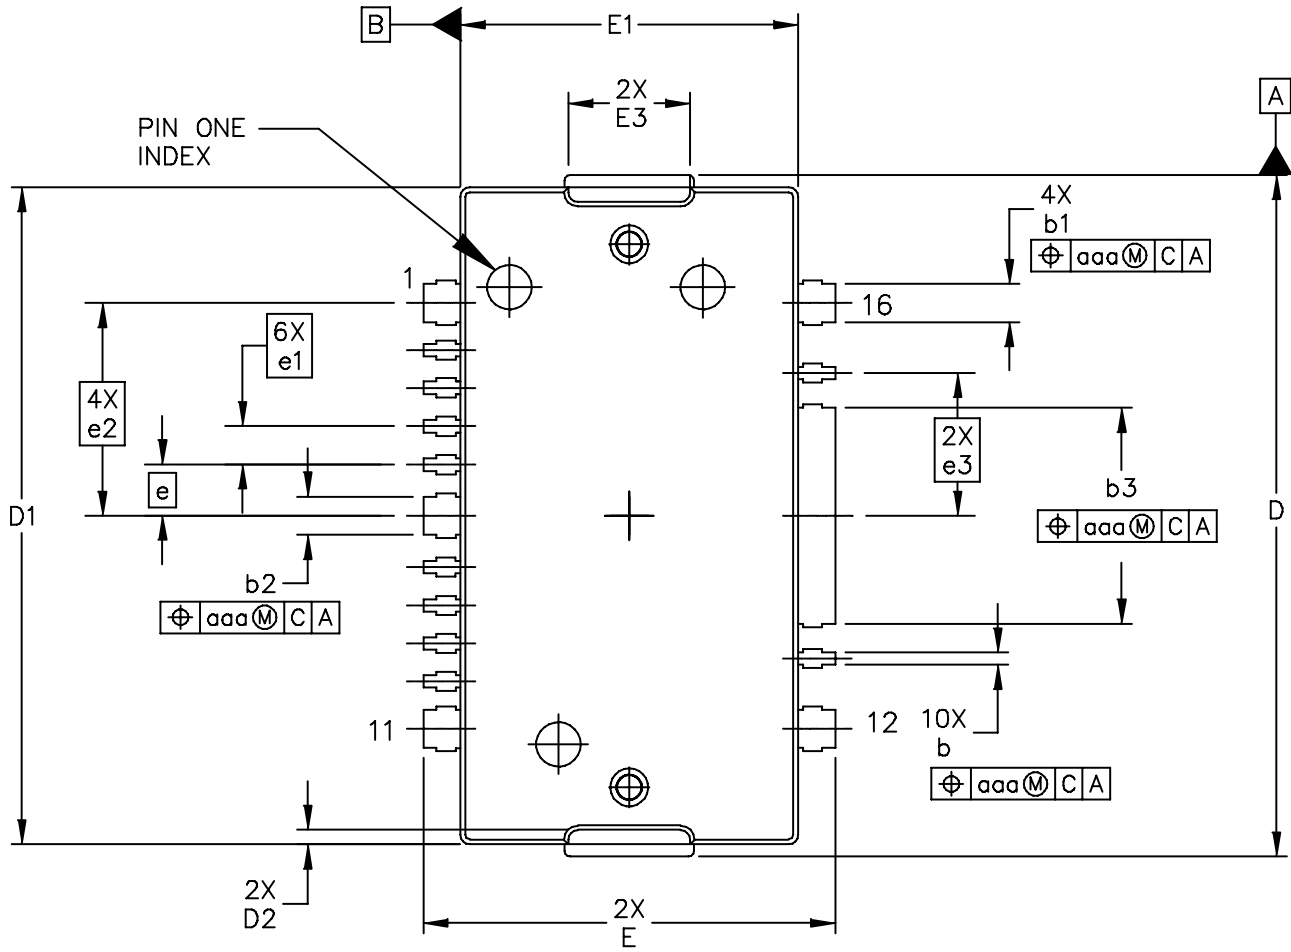 B
E1
2X
E3
A
PIN ONE
INDEX
4X
b1
⌖ aaa Ⓜ C A
1
16
6X
e1
4X
e2
2X
e3
e
b3
⌖ aaa Ⓜ C A
D1
D
b2
⌖ aaa Ⓜ C A
11
12
10X
b
⌖ aaa Ⓜ C A
2X
D2
2X
E